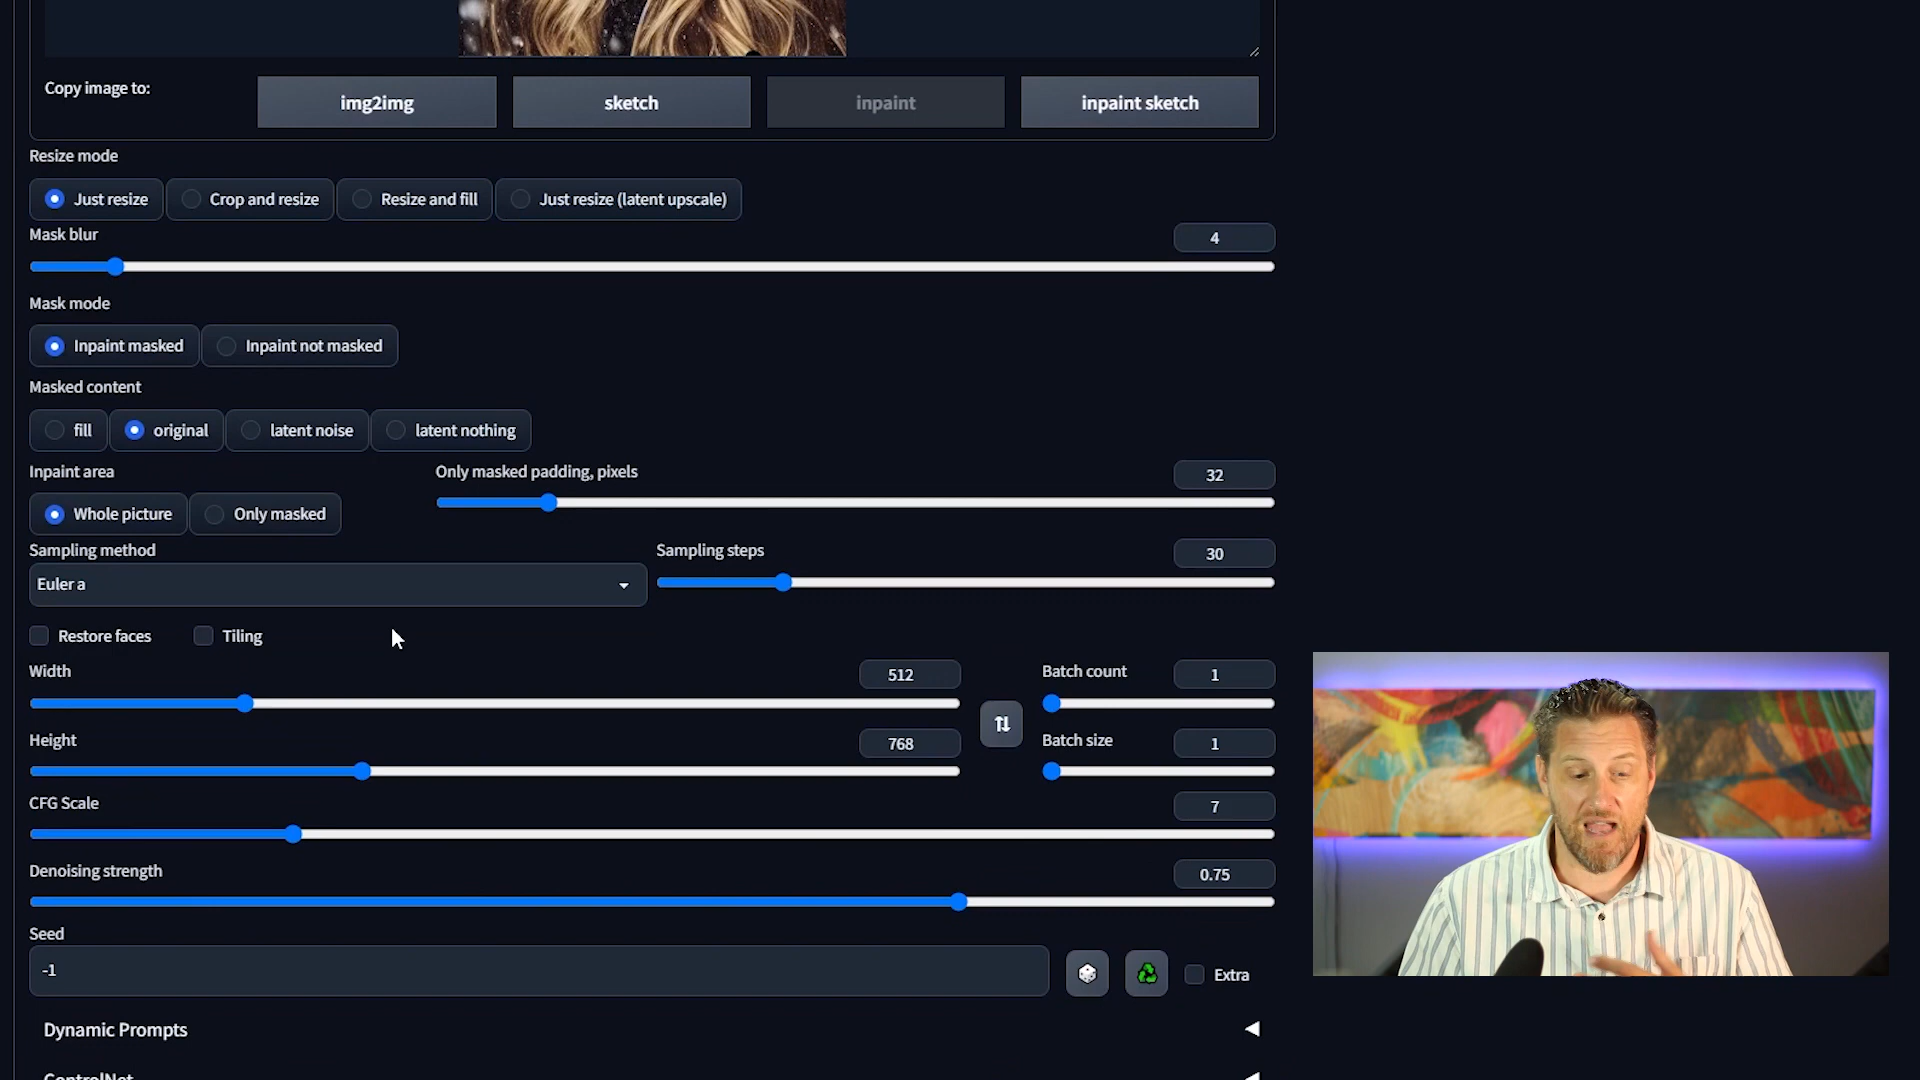 Copy image to:
img2img
sketch
inpaint
inpaint sketch
Resize mode
Just resize
Crop and resize
Resize and fill
Just resize (latent upscale)
Mask blur
4
Mask mode
Inpaint masked
Inpaint not masked
Masked content
fill
original
latent noise
latent nothing
Inpaint area
Only masked padding, pixels
32
Whole picture
Only masked
Sampling method
Sampling steps
30
Euler a
Restore faces
Tiling
Width
512
Batch count
1
Height
768
Batch size
1
CFG Scale
7
Denoising strength
0.75
Seed
-1
Extra
Dynamic Prompts
ControlNet